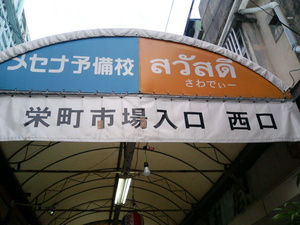 メセナ予備校
สวัสดี
さわでぃー
栄町市場入口 西口